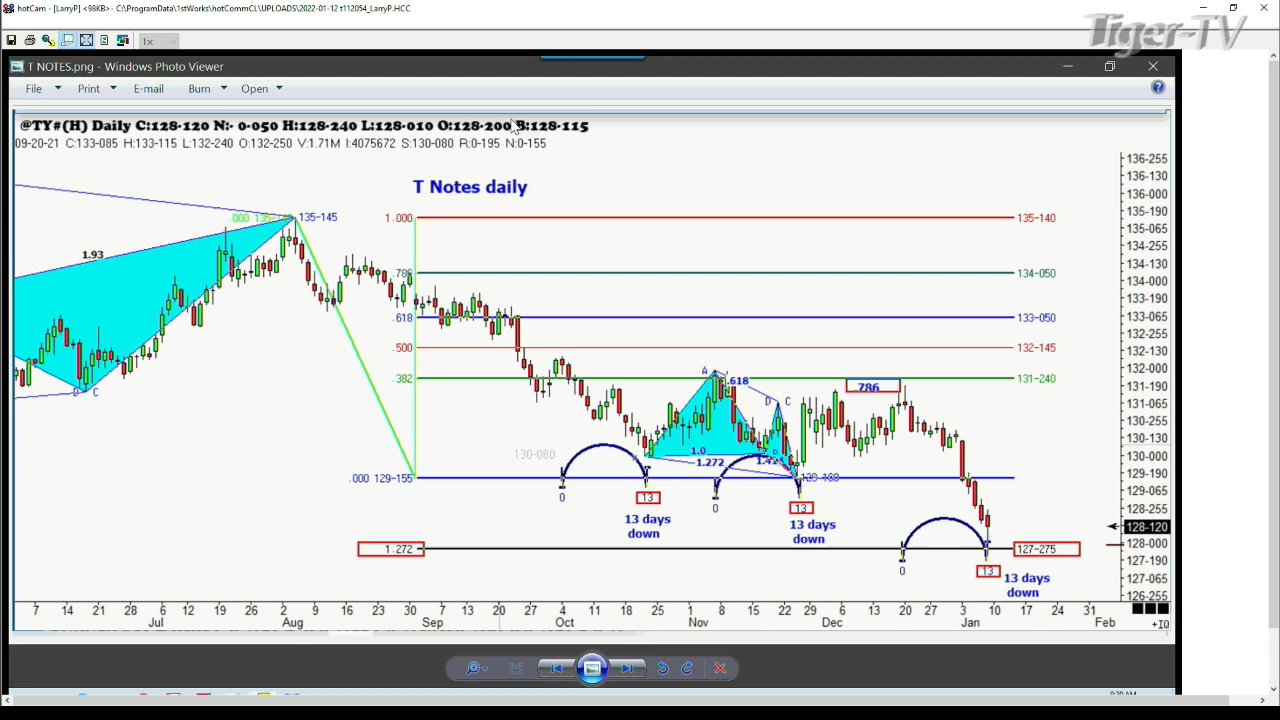 hotCam - [LarryP] <98KB> - C:\ProgramData\1stWorks\hotCommCL\UPLOADS\2022-01-12 t112054_LarryP.HCC
Tiger-TV
1x
T NOTES.png - Windows Photo Viewer
File Print E-mail Burn Open
@TY#(H) Daily C:128-120 N:- 0-050 H:128-240 L:128-010 O:128-200 B:128-115
09-20-21 C:133-085 H:133-115 L:132-240 O:132-250 V:1.71M I:4075672 S:130-080 R:0-195 N:0-155
T Notes daily
136-255
136-130
136-000
135-190
135-065
134-255
134-130
134-000
133-190
133-065
132-255
132-130
132-000
131-190
131-065
130-255
130-130
130-000
129-190
129-065
128-255
128-120
128-000
127-190
127-065
126-255
135-145
1.000 135-140
1.93
.786 134-050
.618 133-050
.500 132-145
.382 131-240
A .618 .786
D C
D C
130-080 1.0
1.272
.000 129-155
0 13 0 13
13 days
down
13 days
down
1.272 127-275
0 13
13 days
down
7 14 21 28 6 12 19 26 2 9 16 23 30 7 13 20 27 4 11 18 25 1 8 15 22 29 6 13 20 27 3 10 17 24 31
Jul Aug Sep Oct Nov Dec Jan Feb
+IQ